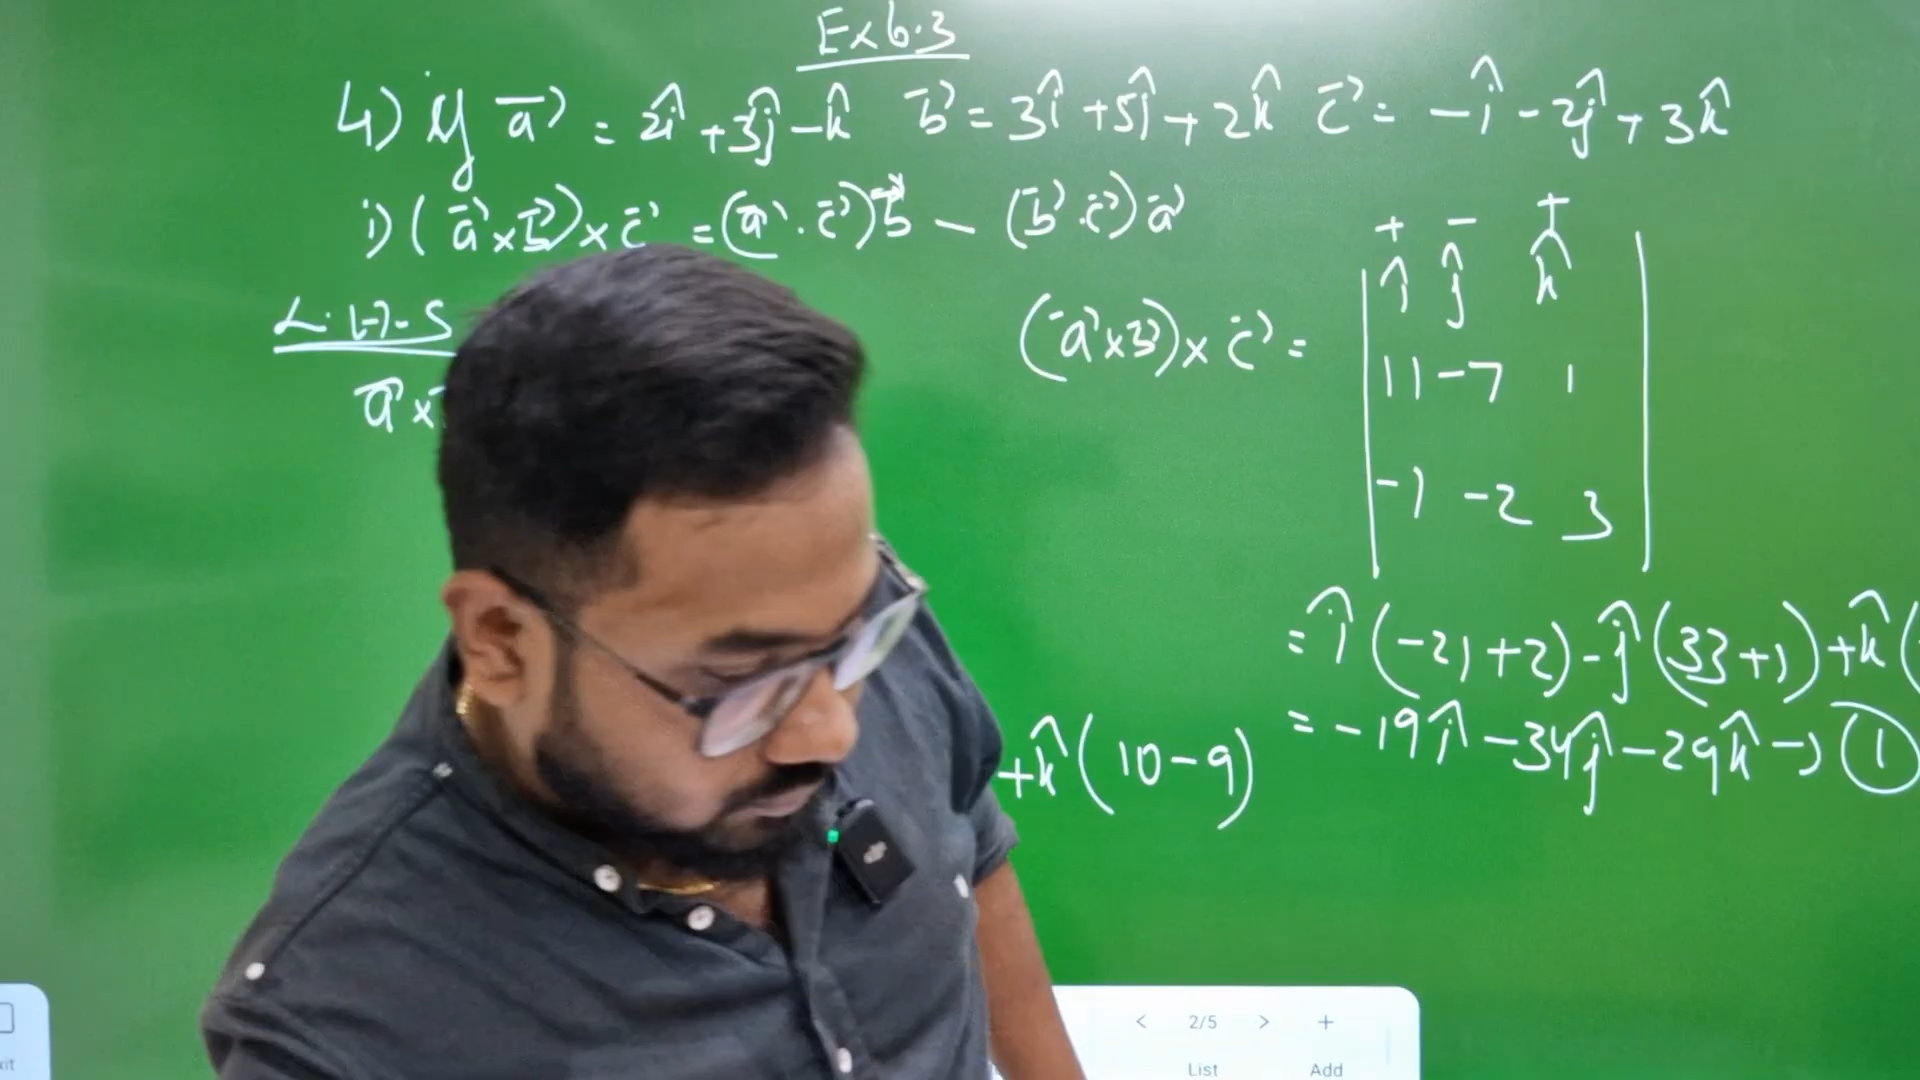 Ex 6.3
4) if a⃗ = 2î + 3ĵ - k̂ b⃗ = 3î + 5ĵ + 2k̂ c⃗ = -î - 2ĵ + 3k̂
i) (a⃗ × b⃗) × c⃗ = (a⃗ · c⃗) b⃗ - (b⃗ · c⃗) a⃗
L.H.S
a⃗ ×
(a⃗ × b⃗) × c⃗ =
+ - +
î ĵ k̂
11 -7 1
-1 -2 3
= î (-21 + 2) - ĵ (33 + 1) + k̂ (
+ k̂ (10 - 9)
= -19î - 34ĵ - 29k̂ → ①
< 2/5 > +
List Add